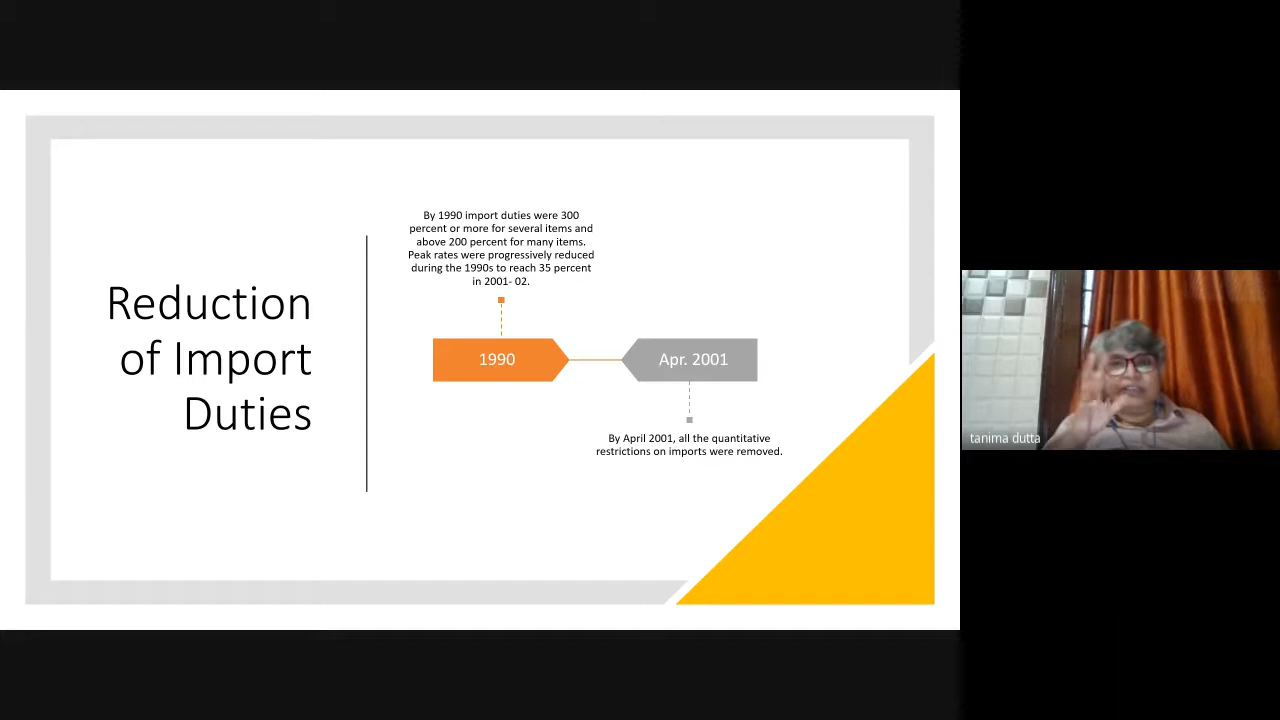 Reduction
of Import
Duties
By 1990 import duties were 300
percent or more for several items and
above 200 percent for many items.
Peak rates were progressively reduced
during the 1990s to reach 35 percent
in 2001- 02.
1990
Apr. 2001
By April 2001, all the quantitative
restrictions on imports were removed.
tanima dutta